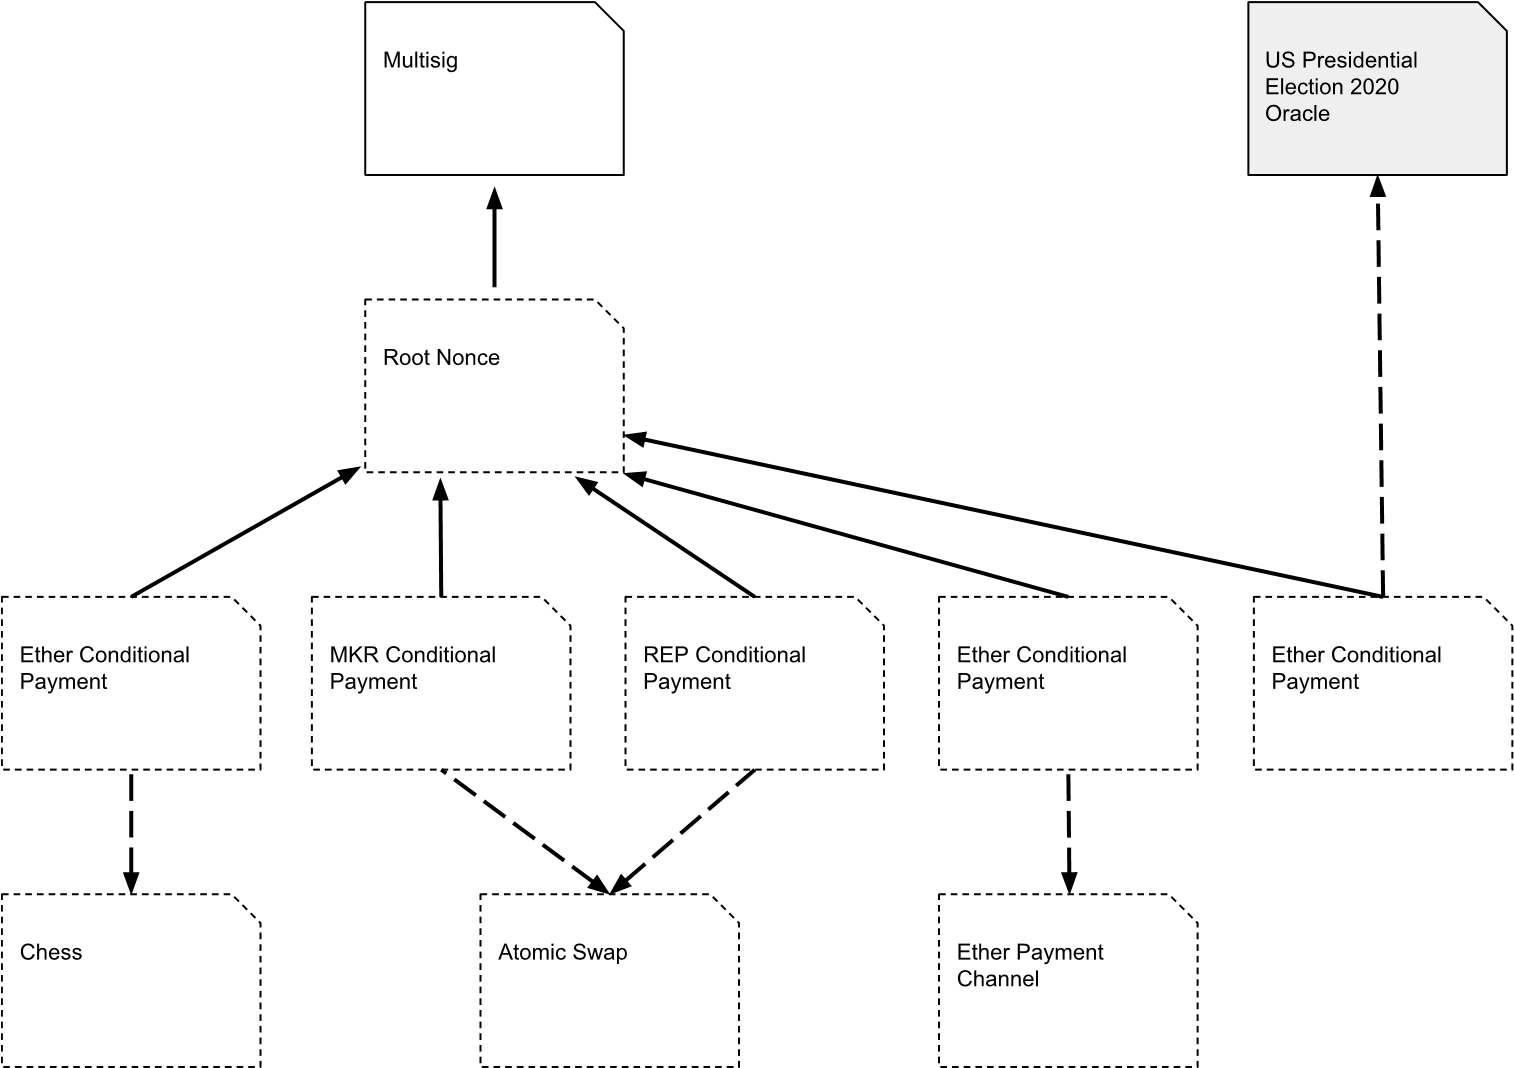 Multisig
US Presidential
Election 2020
Oracle
Root Nonce
Ether Conditional
Payment
MKR Conditional
Payment
REP Conditional
Payment
Ether Conditional
Payment
Ether Conditional
Payment
Chess
Atomic Swap
Ether Payment
Channel